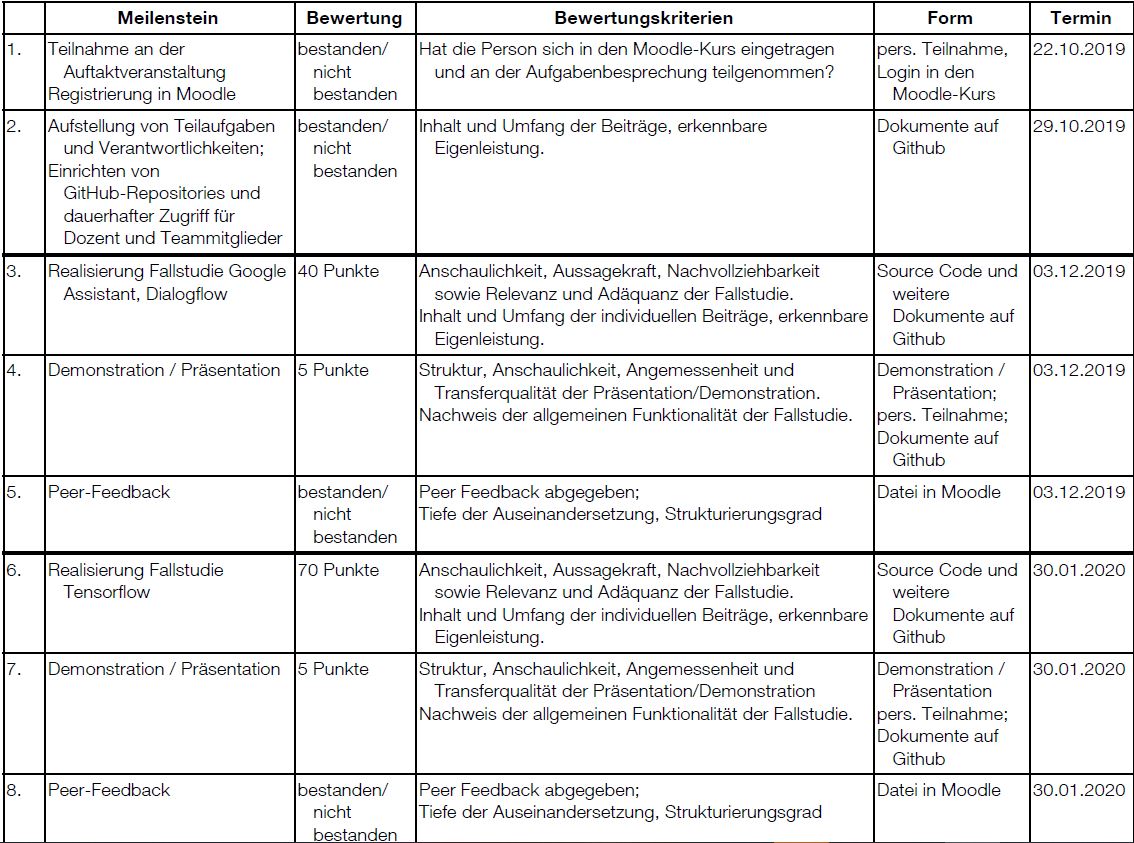 Meilenstein Bewertung Bewertungskriterien Form Termin
1. Teilnahme an der bestanden/ Hat die Person sich in den Moodle-Kurs eingetragen pers. Teilnahme, 22.10.2019
Auftaktveranstaltung nicht und an der Aufgabenbesprechung teilgenommen? Login in den
Registrierung in Moodle bestanden Moodle-Kurs
2. Aufstellung von Teilaufgaben bestanden/ Inhalt und Umfang der Beiträge, erkennbare Dokumente auf 29.10.2019
und Verantwortlichkeiten; nicht Eigenleistung. Github
Einrichten von bestanden
GitHub-Repositories und
dauerhafter Zugriff für
Dozent und Teammitglieder
3. Realisierung Fallstudie Google 40 Punkte Anschaulichkeit, Aussagekraft, Nachvollziehbarkeit Source Code und 03.12.2019
Assistant, Dialogflow sowie Relevanz und Adäquanz der Fallstudie. weitere
Inhalt und Umfang der individuellen Beiträge, erkennbare Dokumente auf
Eigenleistung. Github
4. Demonstration / Präsentation 5 Punkte Struktur, Anschaulichkeit, Angemessenheit und Demonstration / 03.12.2019
Transferqualität der Präsentation/Demonstration. Präsentation;
Nachweis der allgemeinen Funktionalität der Fallstudie. pers. Teilnahme;
Dokumente auf
Github
5. Peer-Feedback bestanden/ Peer Feedback abgegeben; Datei in Moodle 03.12.2019
nicht Tiefe der Auseinandersetzung, Strukturierungsgrad
bestanden
6. Realisierung Fallstudie 70 Punkte Anschaulichkeit, Aussagekraft, Nachvollziehbarkeit Source Code und 30.01.2020
Tensorflow sowie Relevanz und Adäquanz der Fallstudie. weitere
Inhalt und Umfang der individuellen Beiträge, erkennbare Dokumente auf
Eigenleistung. Github
7. Demonstration / Präsentation 5 Punkte Struktur, Anschaulichkeit, Angemessenheit und Demonstration / 30.01.2020
Transferqualität der Präsentation/Demonstration Präsentation
Nachweis der allgemeinen Funktionalität der Fallstudie. pers. Teilnahme;
Dokumente auf
Github
8. Peer-Feedback bestanden/ Peer Feedback abgegeben; Datei in Moodle 30.01.2020
nicht Tiefe der Auseinandersetzung, Strukturierungsgrad
bestanden